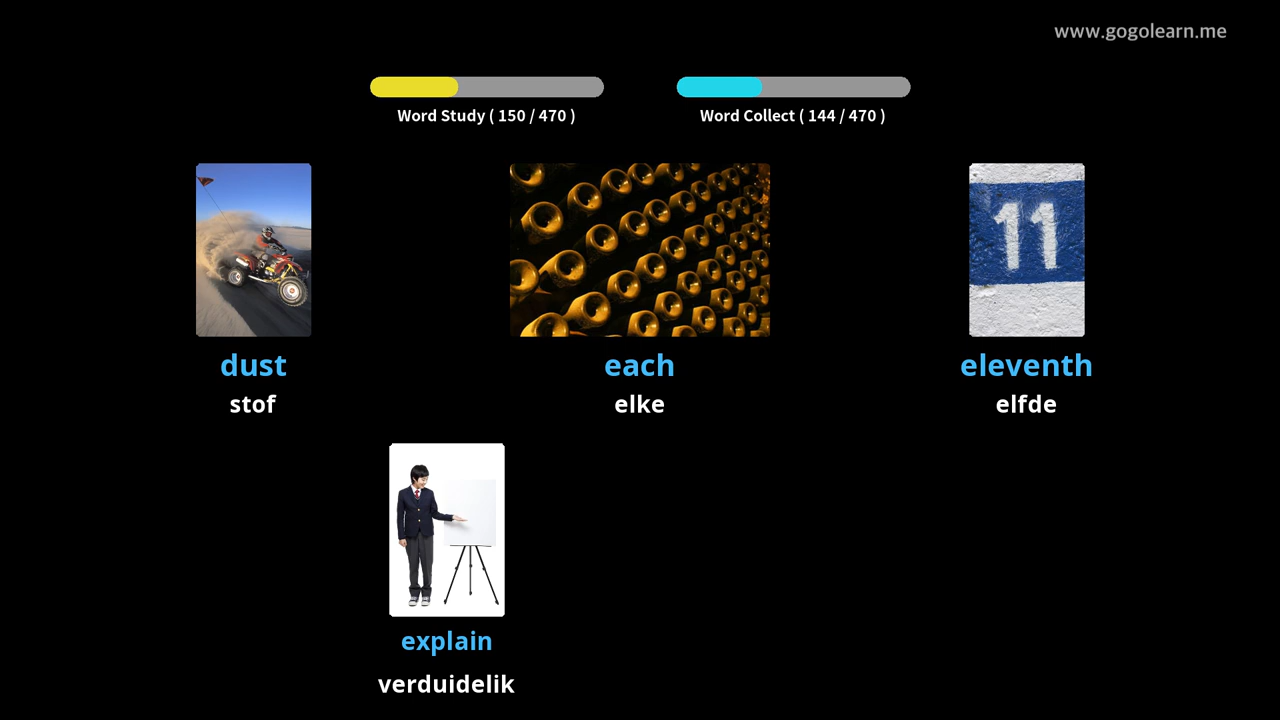 www.gogolearn.me
Word Study ( 150 / 470 )
Word Collect ( 144 / 470 )
11
dust
each
eleventh
stof
elke
elfde
explain
verduidelik